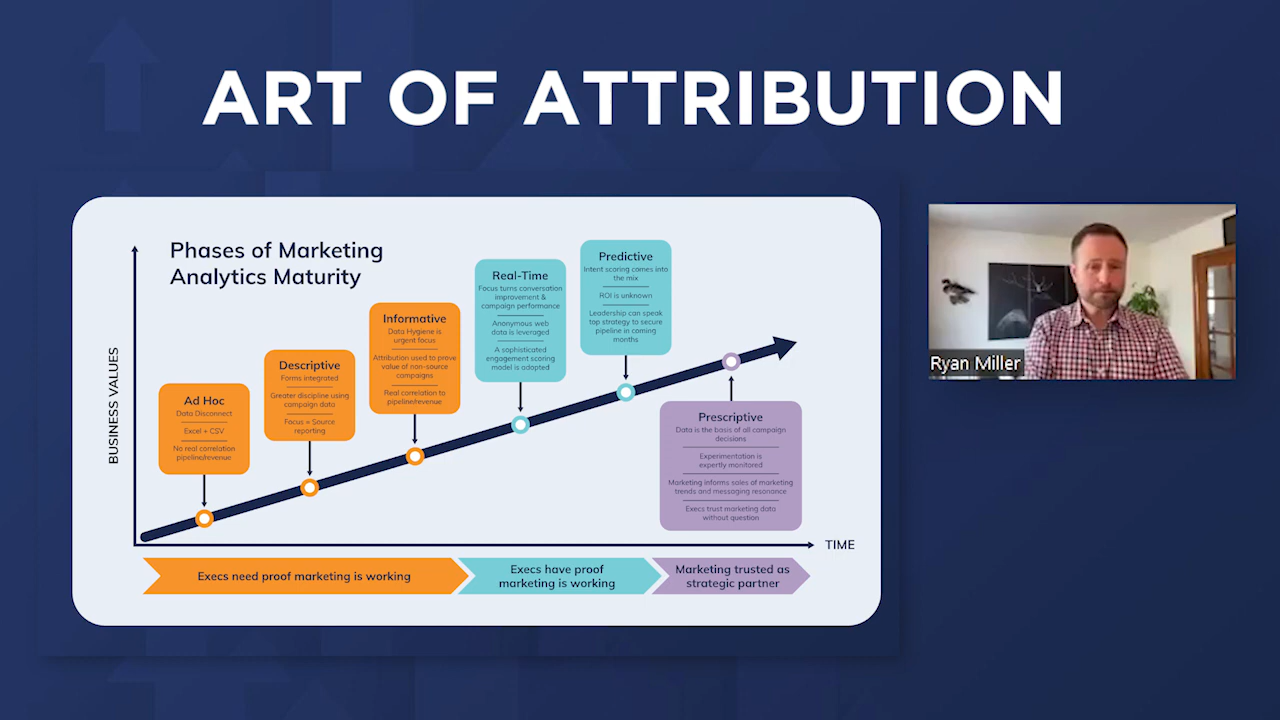 ART OF ATTRIBUTION
Phases of Marketing
Analytics Maturity
BUSINESS VALUES
Ad Hoc
Data Disconnect
Excel + CSV
No real correlation
pipeline/revenue
Descriptive
Forms integrated
Greater discipline using
campaign data
Focus = Source
reporting
Informative
Data Hygiene is
urgent focus
Attribution used to prove
value of non-source
campaigns
Real correlation to
pipeline/revenue
Real-Time
Focus turns conversation
improvement &
campaign performance
Anonymous web
data is leveraged
A sophisticated
engagement scoring
model is adopted
Predictive
Intent scoring comes into
the mix
ROI is unknown
Leadership can speak
top strategy to secure
pipeline in coming
months
Prescriptive
Data is the basis of all campaign
decisions
Experimentation is
expertly monitored
Marketing informs sales of marketing
trends and messaging resonance
Execs trust marketing data
without question
TIME
Execs need proof marketing is working
Execs have proof
marketing is working
Marketing trusted as
strategic partner
Ryan Miller